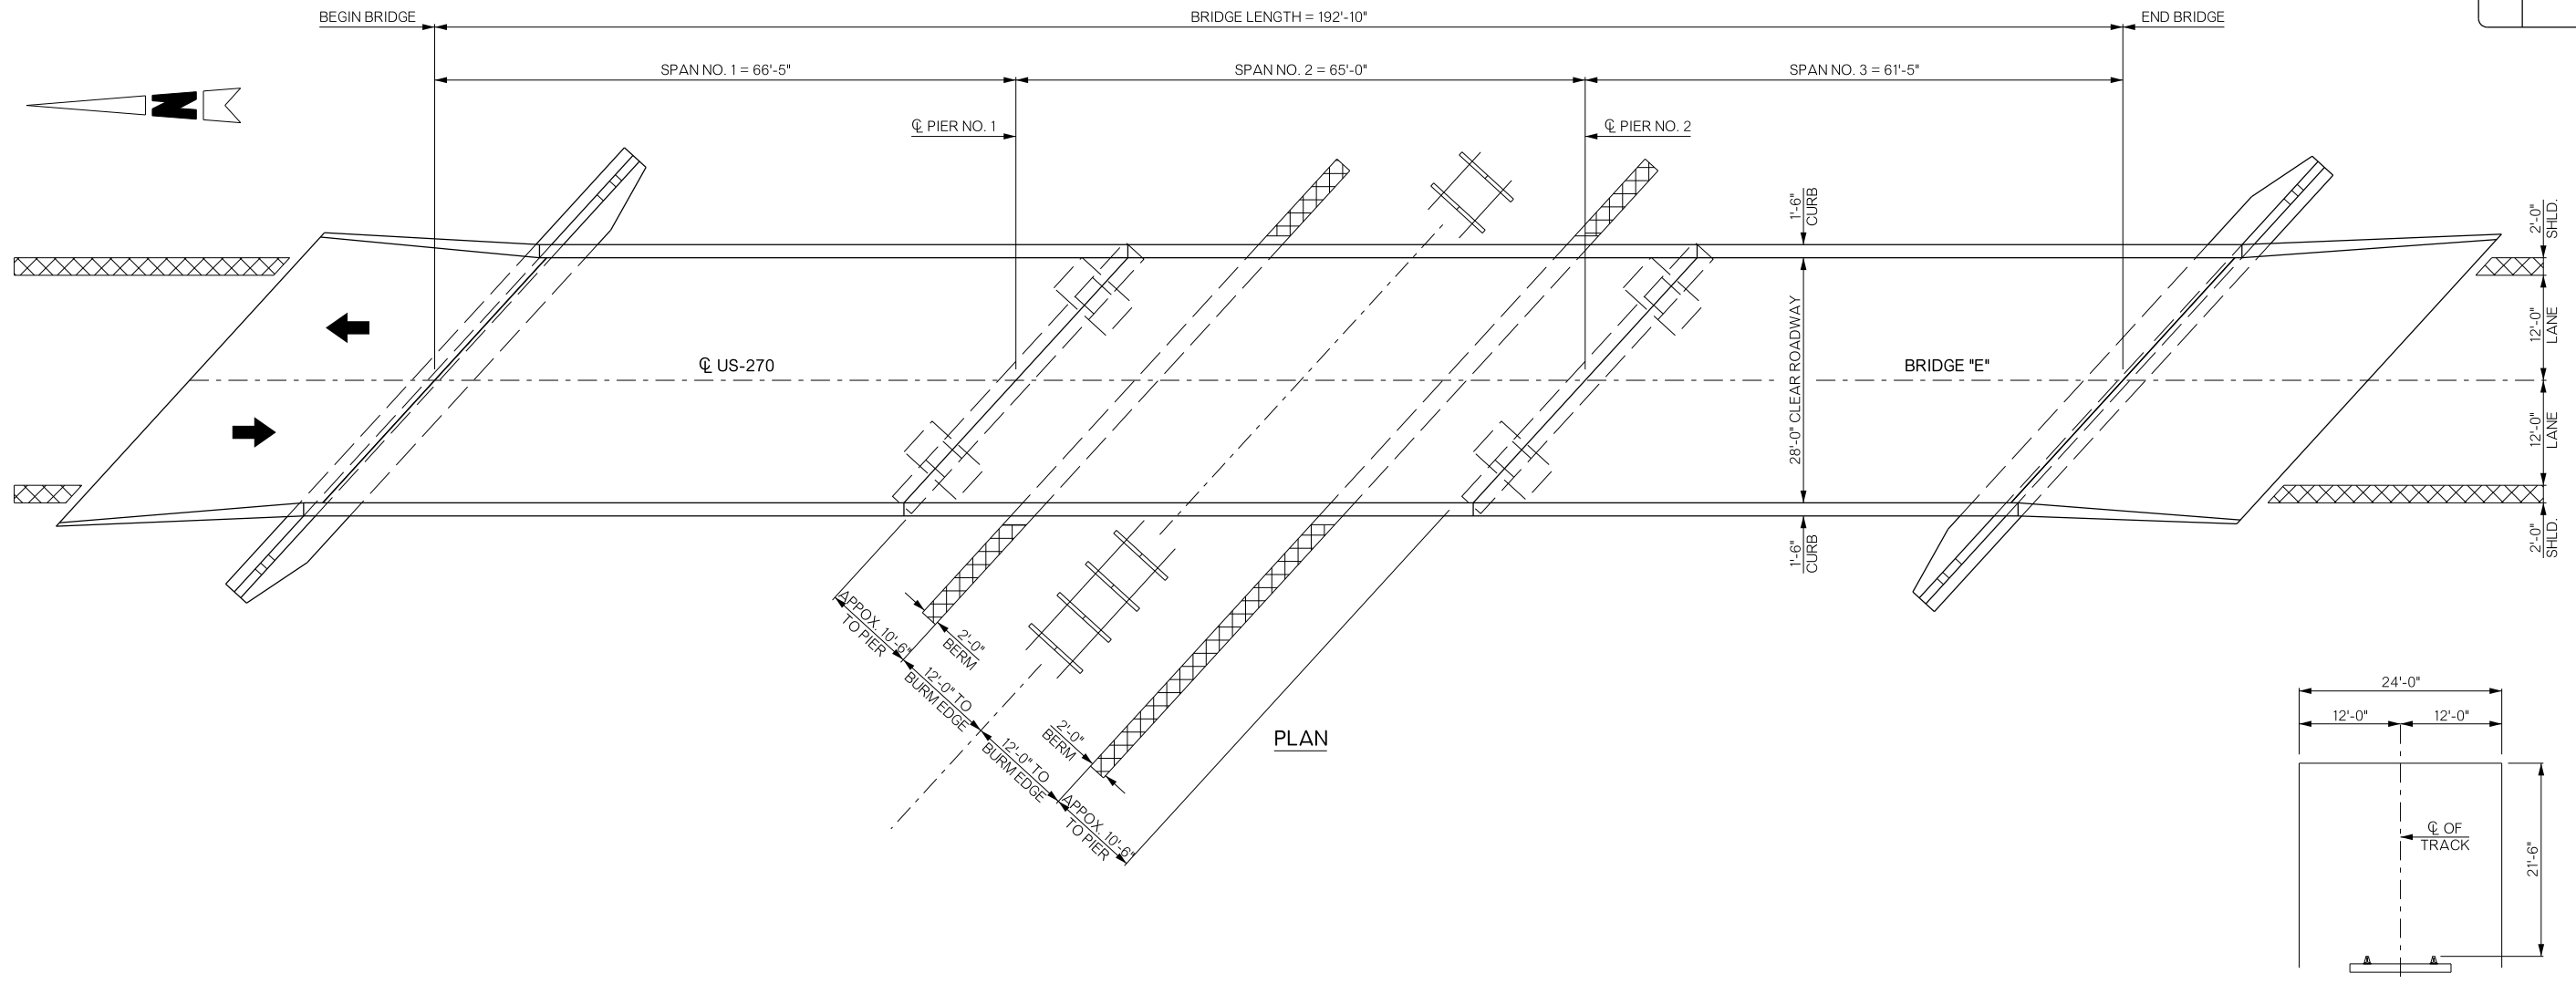 BEGIN BRIDGE
BRIDGE LENGTH = 192'-10"
END BRIDGE
SPAN NO. 1 = 66'-5"
SPAN NO. 2 = 65'-0"
SPAN NO. 3 = 61'-5"
N
℄ PIER NO. 1
℄ PIER NO. 2
1'-6"
CURB
2'-0"
SHLD.
12'-0"
LANE
28'-0" CLEAR ROADWAY
℄ US-270
BRIDGE "E"
12'-0"
LANE
1'-6"
CURB
2'-0"
SHLD.
APPOX. 10'-6"
TO PIER
2'-0"
BERM
12'-0" TO
BURM EDGE
12'-0" TO
BURM EDGE
2'-0"
BERM
APPOX. 10'-6"
TO PIER
PLAN
24'-0"
12'-0"
12'-0"
℄ OF
TRACK
21'-6"